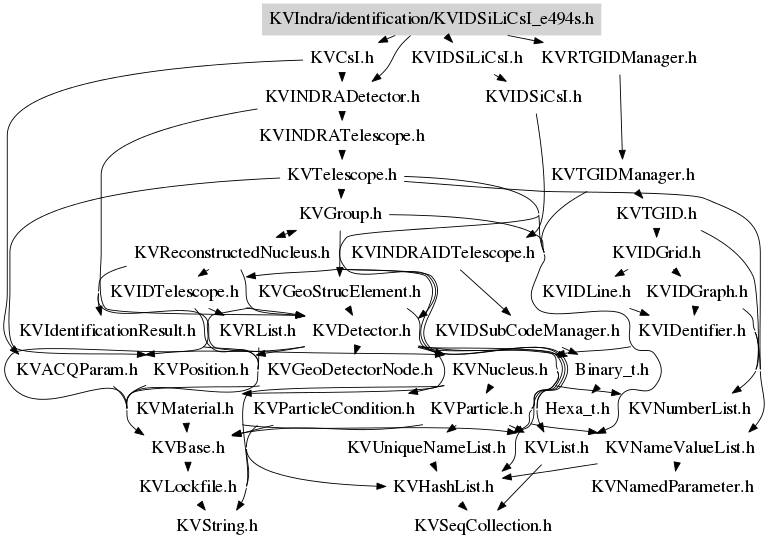 KVIndra/identification/KVIDSiLiCsI_e494s.h
KVCsI.h KVIDSiLiCsI.h KVRTGIDManager.h
KVINDRADetector.h KVIDSiCsI.h
KVINDRATelescope.h
KVTelescope.h KVTGIDManager.h
KVGroup.h KVTGID.h
KVReconstructedNucleus.h KVINDRAIDTelescope.h KVIDGrid.h
KVIDTelescope.h KVGeoStrucElement.h KVIDLine.h KVIDGraph.h
KVIdentificationResult.h KVRList.h KVDetector.h KVIDSubCodeManager.h KVIDentifier.h
KVACQParam.h KVPosition.h KVGeoDetectorNode.h KVNucleus.h Binary_t.h
KVMaterial.h KVParticleCondition.h KVParticle.h Hexa_t.h KVNumberList.h
KVBase.h KVUniqueNameList.h KVList.h KVNameValueList.h
KVLockfile.h KVHashList.h KVNamedParameter.h
KVString.h KVSeqCollection.h